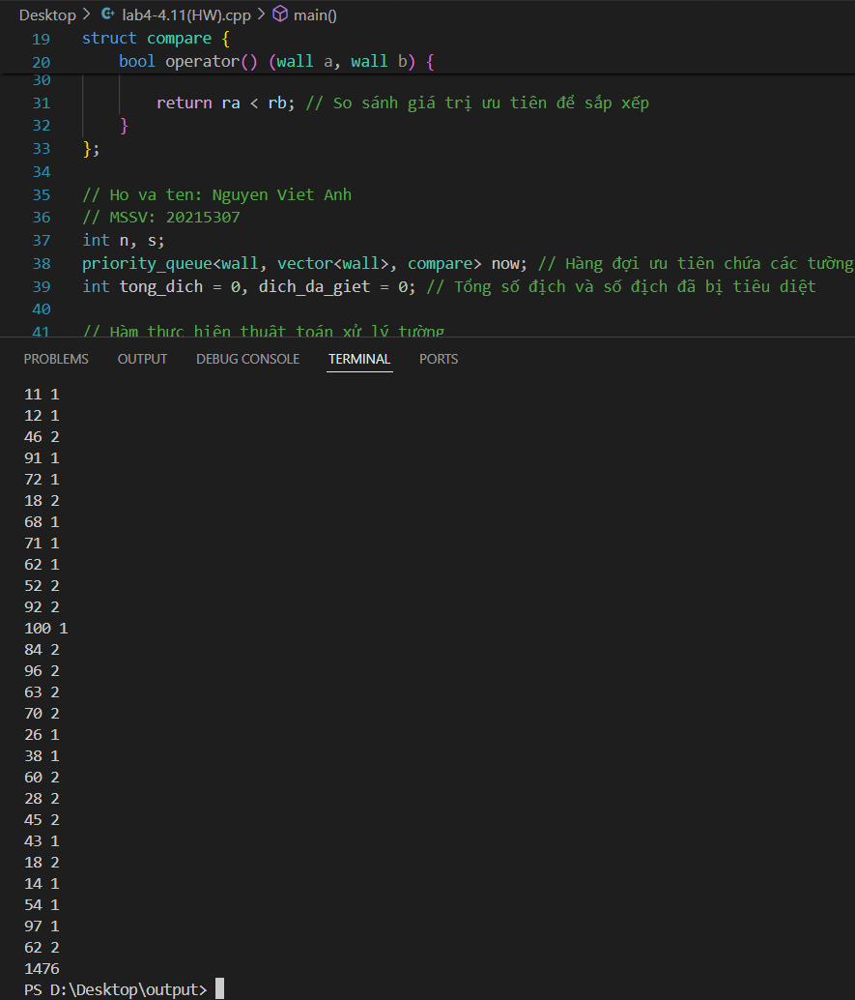 Desktop > lab4-4.11(HW).cpp > main()
19 struct compare {
20 bool operator() (wall a, wall b) {
30
31 return ra < rb; // So sánh giá trị ưu tiên để sắp xếp
32 }
33 };
34
35 // Ho va ten: Nguyen Viet Anh
36 // MSSV: 20215307
37 int n, s;
38 priority_queue<wall, vector<wall>, compare> now; // Hàng đợi ưu tiên chứa các tường
39 int tong_dich = 0, dich_da_giet = 0; // Tổng số địch và số địch đã bị tiêu diệt
40
41 // Hàm thực hiện thuật toán xử lý tường
PROBLEMS OUTPUT DEBUG CONSOLE TERMINAL PORTS
11 1
12 1
46 2
91 1
72 1
18 2
68 1
71 1
62 1
52 2
92 2
100 1
84 2
96 2
63 2
70 2
26 1
38 1
60 2
28 2
45 2
43 1
18 2
14 1
54 1
97 1
62 2
1476
PS D:\Desktop\output>